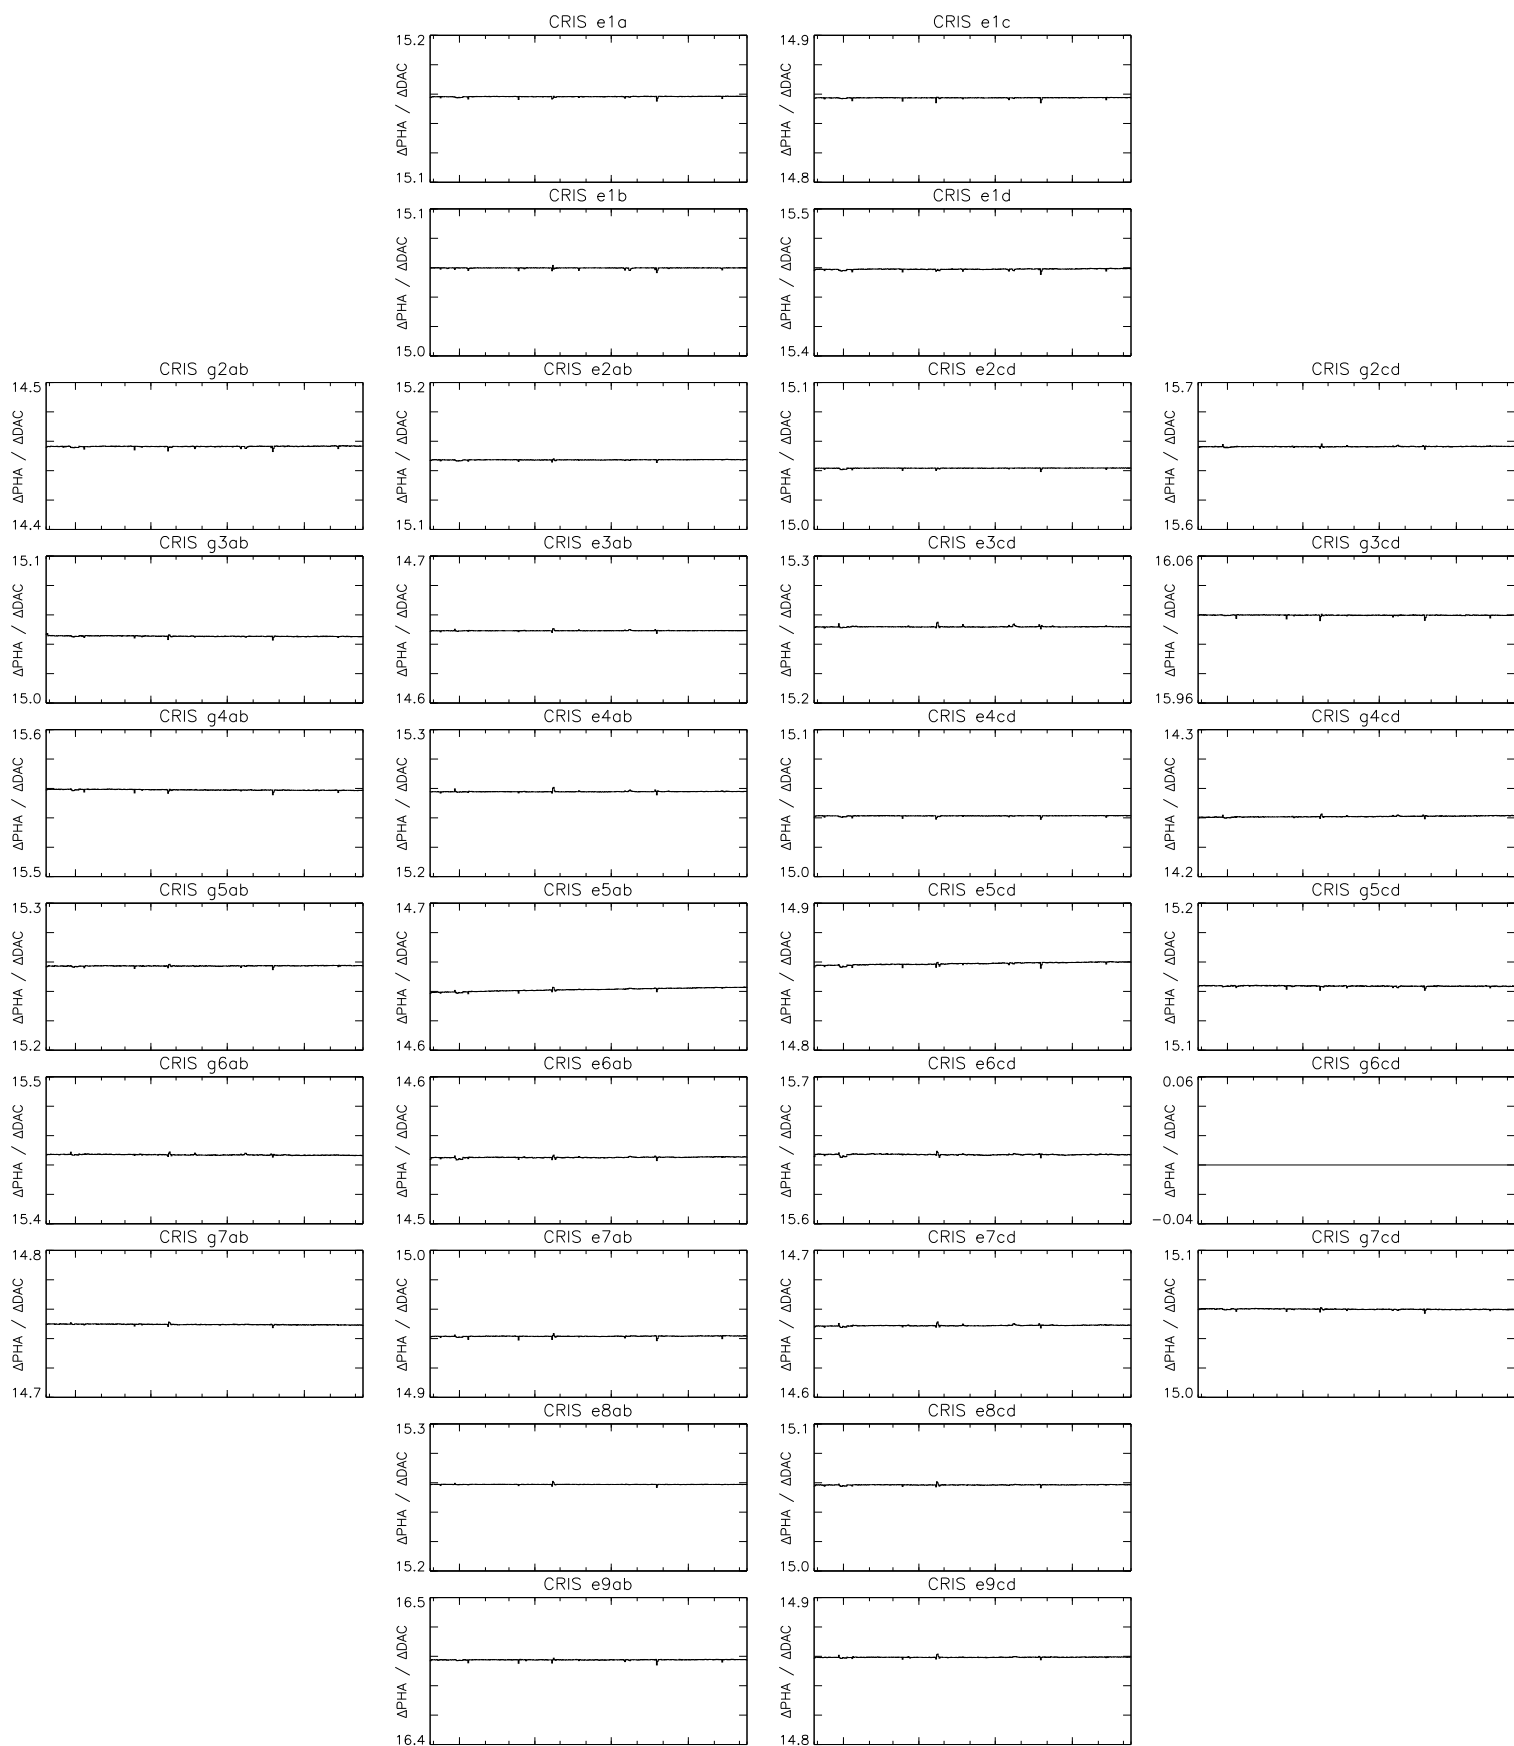 CRIS e1a
CRIS e1c
15.2
ΔPHA / ΔDAC
15.1
14.9
ΔPHA / ΔDAC
14.8
CRIS e1b
CRIS e1d
15.1
ΔPHA / ΔDAC
15.0
15.5
ΔPHA / ΔDAC
15.4
CRIS g2ab
CRIS e2ab
CRIS e2cd
CRIS g2cd
14.5
ΔPHA / ΔDAC
14.4
15.2
ΔPHA / ΔDAC
15.1
15.1
ΔPHA / ΔDAC
15.0
15.7
ΔPHA / ΔDAC
15.6
CRIS g3ab
CRIS e3ab
CRIS e3cd
CRIS g3cd
15.1
ΔPHA / ΔDAC
15.0
14.7
ΔPHA / ΔDAC
14.6
15.3
ΔPHA / ΔDAC
15.2
16.06
ΔPHA / ΔDAC
15.96
CRIS g4ab
CRIS e4ab
CRIS e4cd
CRIS g4cd
15.6
ΔPHA / ΔDAC
15.5
15.3
ΔPHA / ΔDAC
15.2
15.1
ΔPHA / ΔDAC
15.0
14.3
ΔPHA / ΔDAC
14.2
CRIS g5ab
CRIS e5ab
CRIS e5cd
CRIS g5cd
15.3
ΔPHA / ΔDAC
15.2
14.7
ΔPHA / ΔDAC
14.6
14.9
ΔPHA / ΔDAC
14.8
15.2
ΔPHA / ΔDAC
15.1
CRIS g6ab
CRIS e6ab
CRIS e6cd
CRIS g6cd
15.5
ΔPHA / ΔDAC
15.4
14.6
ΔPHA / ΔDAC
14.5
15.7
ΔPHA / ΔDAC
15.6
0.06
ΔPHA / ΔDAC
−0.04
CRIS g7ab
CRIS e7ab
CRIS e7cd
CRIS g7cd
14.8
ΔPHA / ΔDAC
14.7
15.0
ΔPHA / ΔDAC
14.9
14.7
ΔPHA / ΔDAC
14.6
15.1
ΔPHA / ΔDAC
15.0
CRIS e8ab
CRIS e8cd
15.3
ΔPHA / ΔDAC
15.2
15.1
ΔPHA / ΔDAC
15.0
CRIS e9ab
CRIS e9cd
16.5
ΔPHA / ΔDAC
16.4
14.9
ΔPHA / ΔDAC
14.8